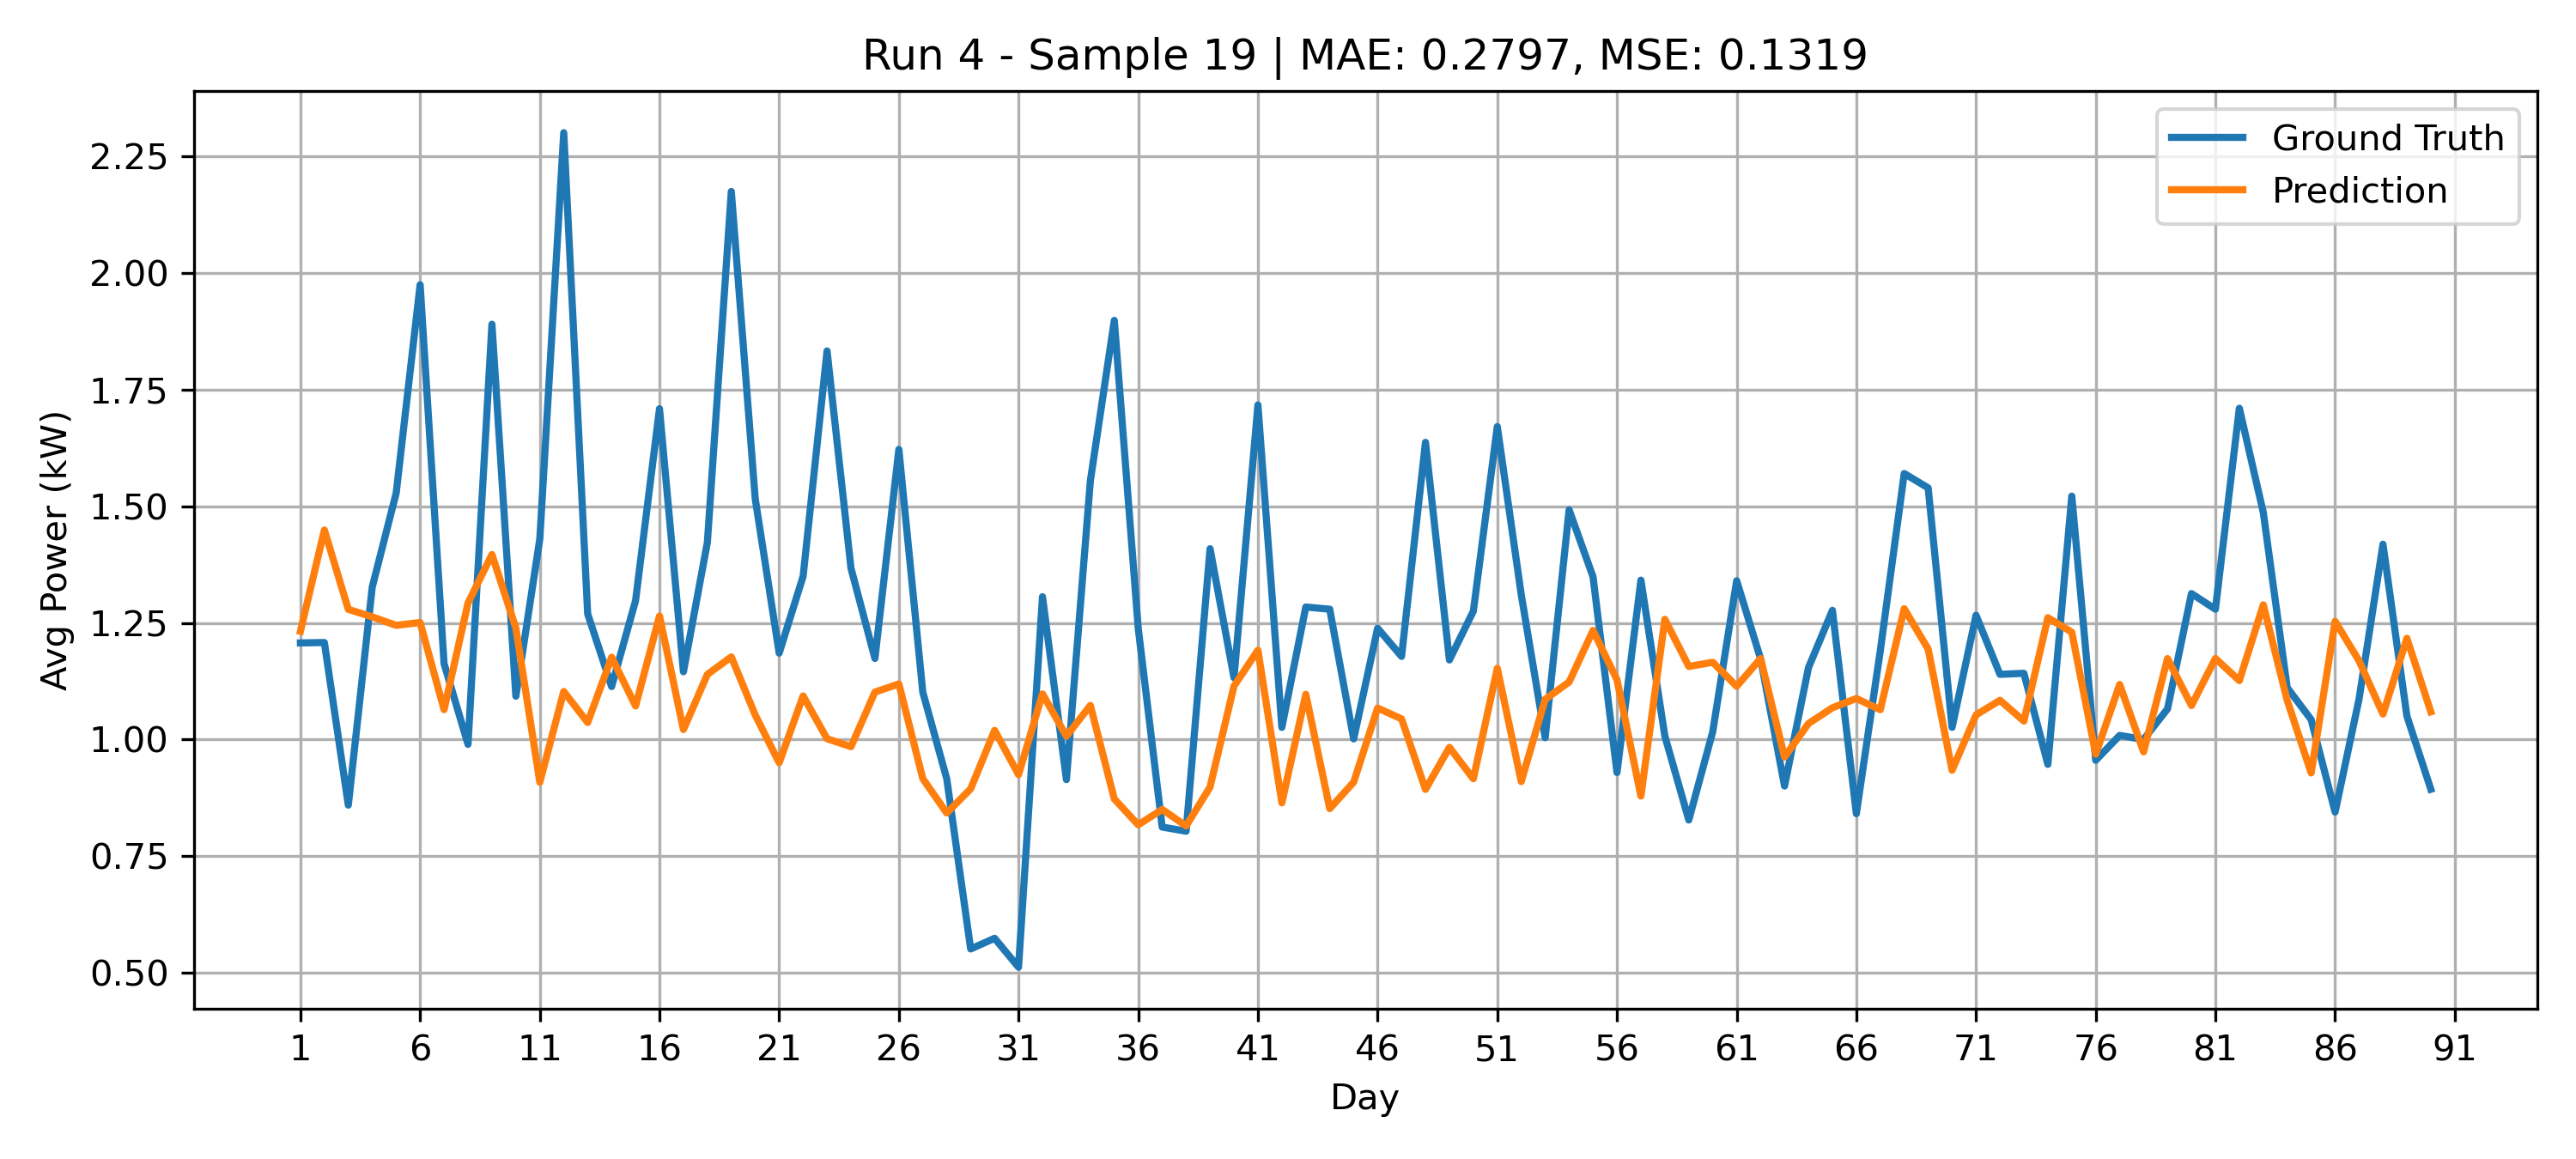 Run 4 - Sample 19 | MAE: 0.2797, MSE: 0.1319
Ground Truth
Prediction
Avg Power (kW)
2.25
2.00
1.75
1.50
1.25
1.00
0.75
0.50
1 6 11 16 21 26 31 36 41 46 51 56 61 66 71 76 81 86 91
Day